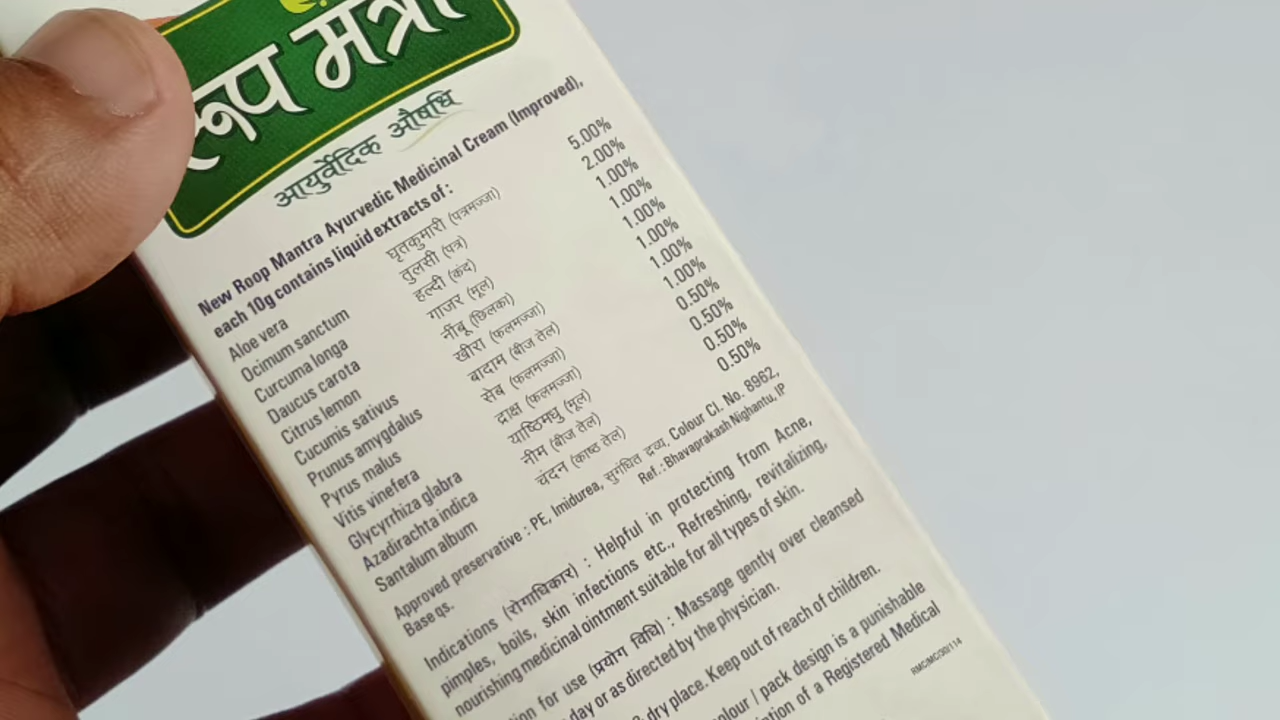 रूप मंत्रा
आयुर्वेदिक औषधि
New Roop Mantra Ayurvedic Medicinal Cream (Improved),
each 10g contains liquid extracts of :
Aloe vera घृतकुमारी (पत्रमज्जा) 5.00%
Ocimum sanctum तुलसी (पत्र) 2.00%
Curcuma longa हल्दी (कंद) 1.00%
Daucus carota गाजर (मूल) 1.00%
Citrus lemon नींबू (छिलका) 1.00%
Cucumis sativus खीरा (फलमज्जा) 1.00%
Prunus amygdalus बादाम (बीज तेल) 1.00%
Pyrus malus सेब (फलमज्जा) 1.00%
Vitis vinefera द्राक्ष (फलमज्जा) 0.50%
Glycyrrhiza glabra याष्ठिमधु (मूल) 0.50%
Azadirachta indica नीम (बीज तेल) 0.50%
Santalum album चंदन (काष्ठ तेल) 0.50%
Approved preservative : PE, Imidurea, सुगंधित द्रव्य, Colour CI. No. 8962,
Base qs. Ref.: Bhavaprakash Nighantu, IP
Indications (रोगाधिकार) : Helpful in protecting from Acne,
pimples, boils, skin infections etc., Refreshing, revitalizing,
nourishing medicinal ointment suitable for all types of skin.
for use (प्रयोग विधि) : Massage gently over cleansed
day or as directed by the physician.
dry place. Keep out of reach of children.
colour / pack design is a punishable
of a Registered Medical